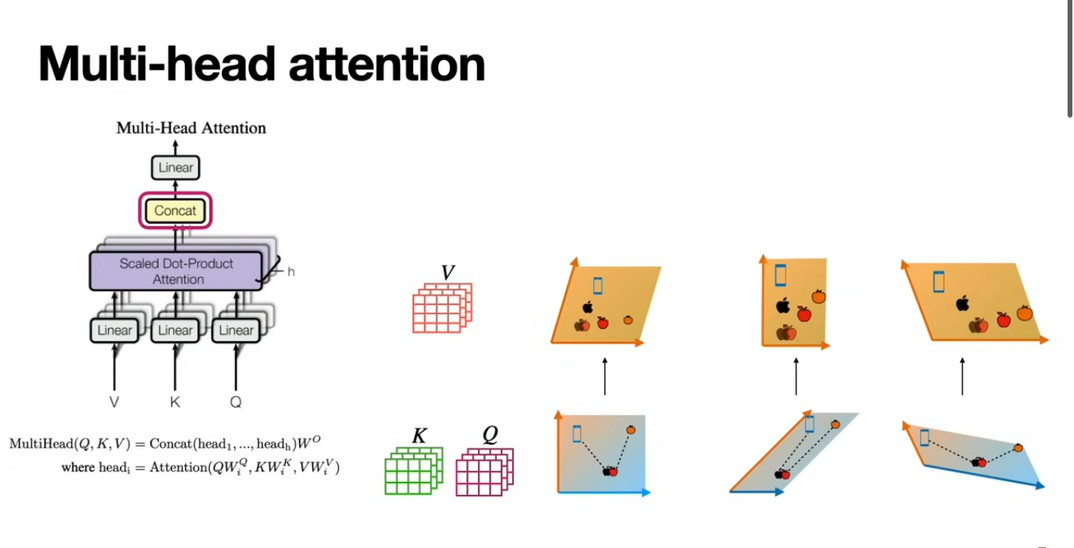 Multi-head attention
Multi-Head Attention
Linear
Concat
Scaled Dot-Product
Attention
h
Linear
Linear
Linear
V
K
Q
MultiHead(Q, K, V) = Concat(head₁, ..., headₕ)Wᴼ
where headᵢ = Attention(QWᵢ^Q, KWᵢ^K, VWᵢ^V)
V
K
Q